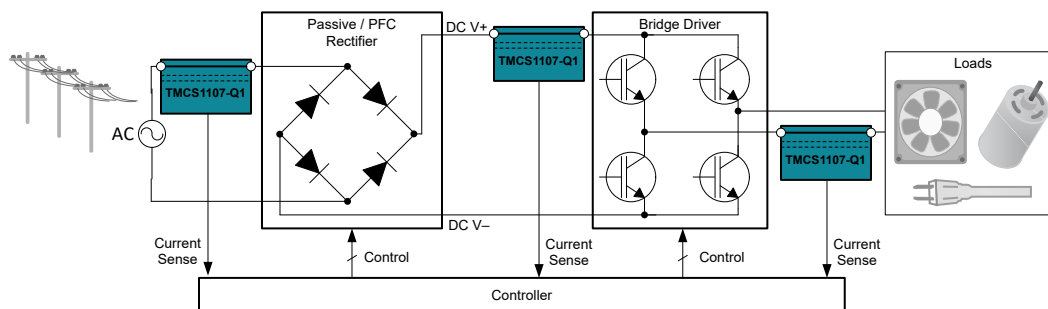 Passive / PFC
Rectifier
DC V+
Bridge Driver
TMCS1107-Q1
TMCS1107-Q1
Loads
AC
TMCS1107-Q1
DC V–
Current
Sense
Control
Current
Sense
Control
Current
Sense
Controller